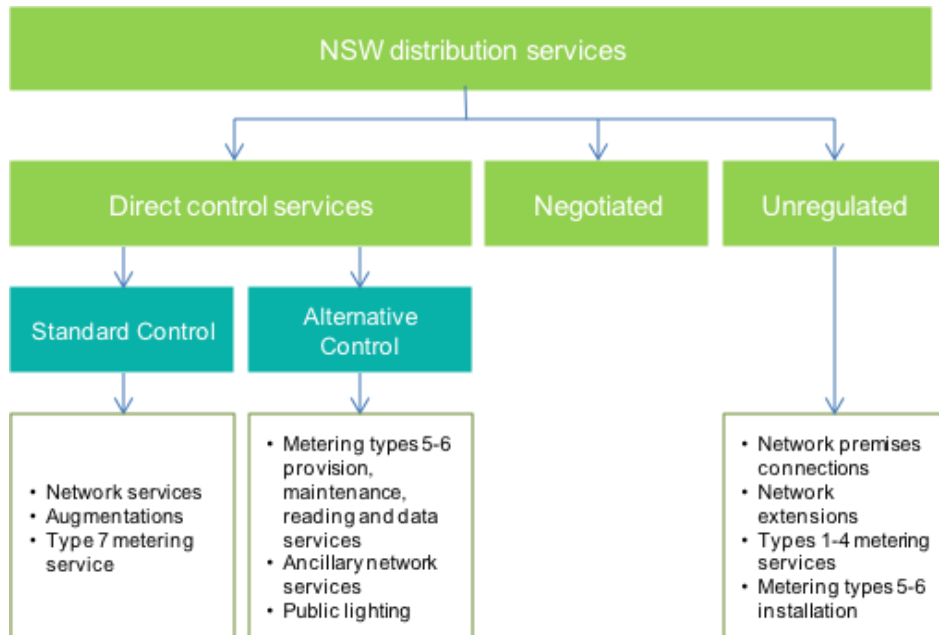 NSW distribution services
Direct control services
Negotiated
Unregulated
Standard Control
Alternative
Control
• Network services
• Augmentations
• Type 7 metering
service
• Metering types 5-6
provision,
maintenance,
reading and data
services
• Ancillary network
services
• Public lighting
• Network premises
connections
• Network
extensions
• Types 1-4 metering
services
• Metering types 5-6
installation